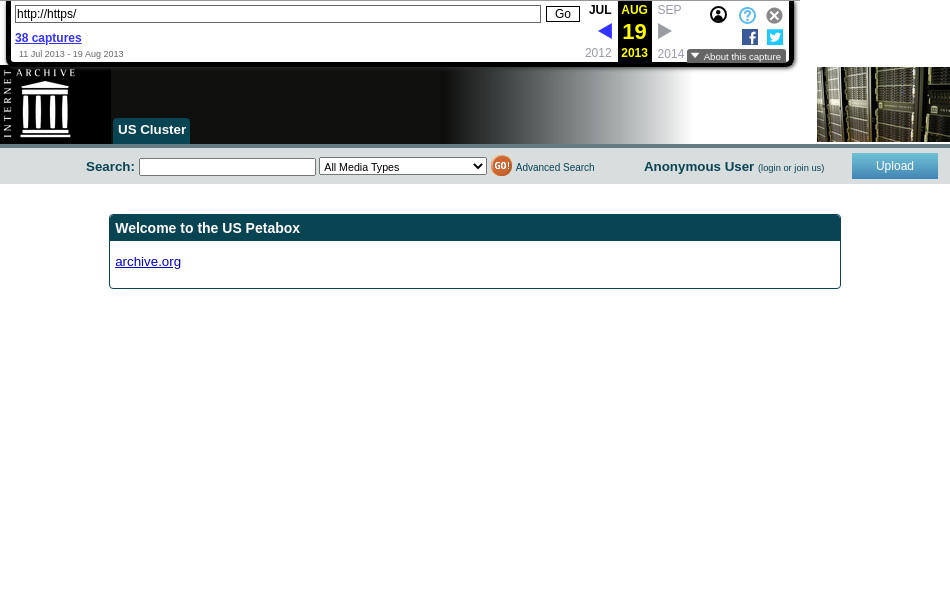 http://https/
Go
JUL AUG SEP
38 captures
19
11 Jul 2013 - 19 Aug 2013
2012 2013 2014
About this capture
INTERNET ARCHIVE
US Cluster
Search: All Media Types GO! Advanced Search Anonymous User (login or join us) Upload
Welcome to the US Petabox
archive.org